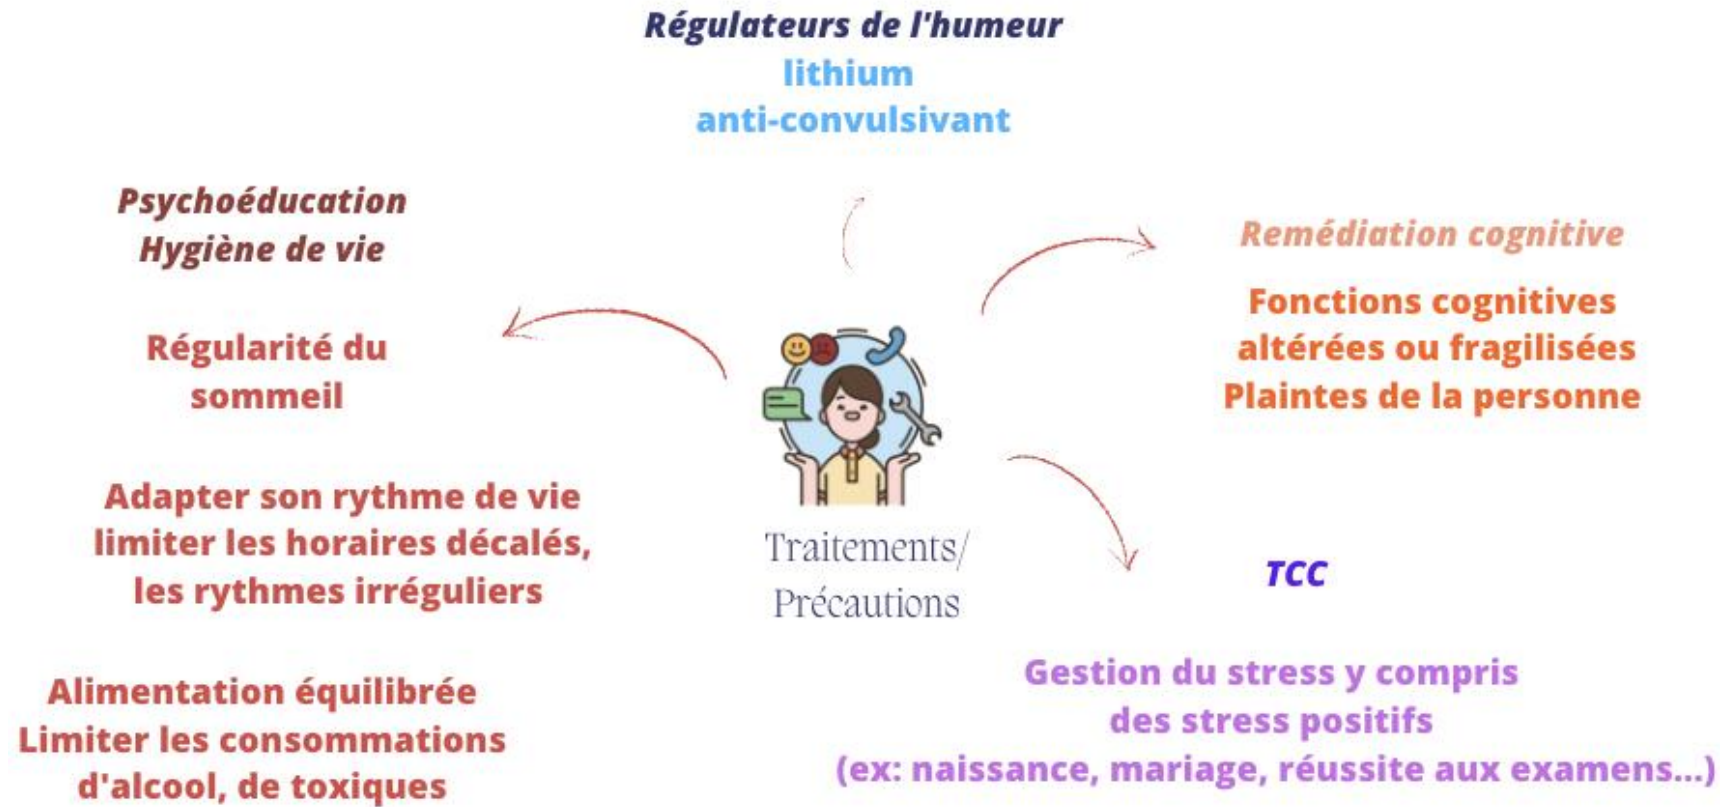 Régulateurs de l'humeur
lithium
anti-convulsivant
Psychoéducation
Hygiène de vie
Régularité du
sommeil
Adapter son rythme de vie
limiter les horaires décalés,
les rythmes irréguliers
Alimentation équilibrée
Limiter les consommations
d'alcool, de toxiques
Traitements/
Précautions
Remédiation cognitive
Fonctions cognitives
altérées ou fragilisées
Plaintes de la personne
TCC
Gestion du stress y compris
des stress positifs
(ex: naissance, mariage, réussite aux examens...)